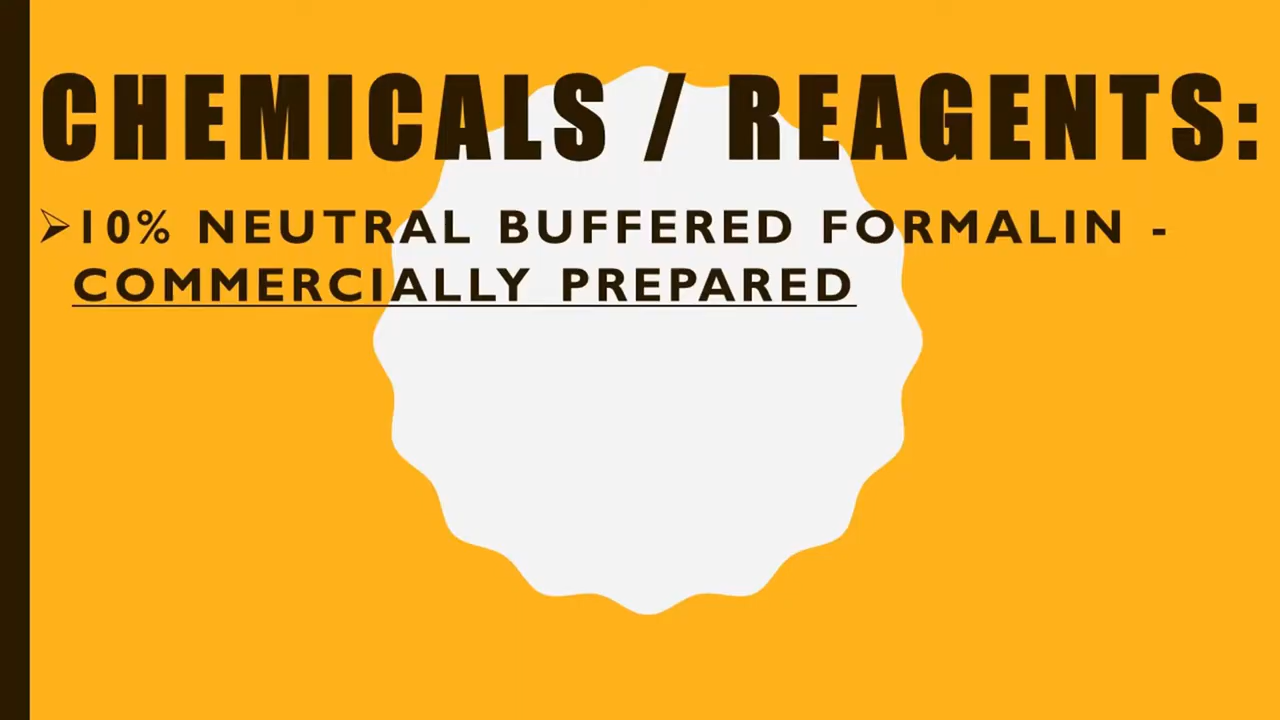 CHEMICALS / REAGENTS:
➢10% NEUTRAL BUFFERED FORMALIN -
COMMERCIALLY PREPARED